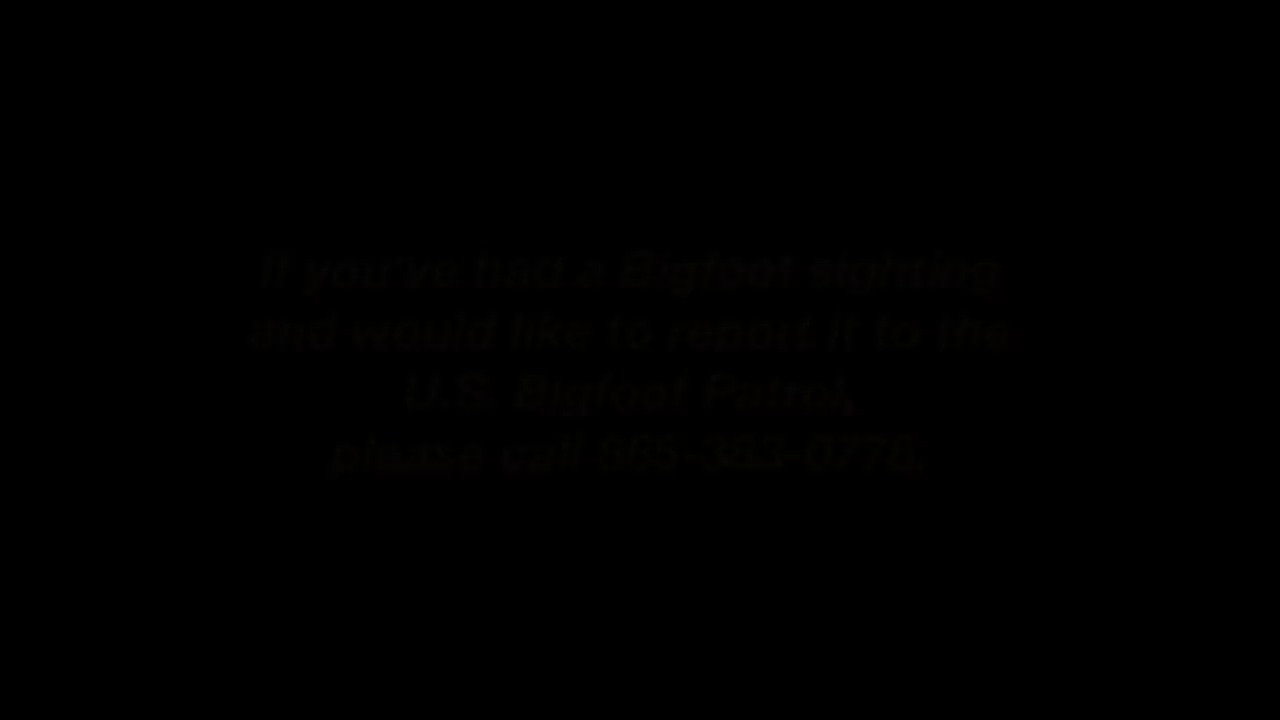 If you've had a Bigfoot sighting
and would like to report it to the
U.S. Bigfoot Patrol,
please call